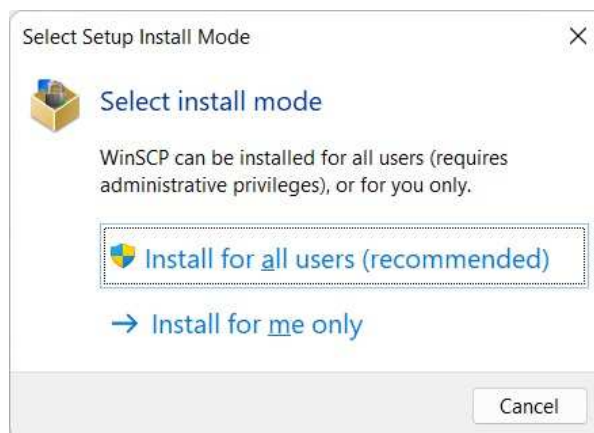 Select Setup Install Mode
Select install mode
WinSCP can be installed for all users (requires
administrative privileges), or for you only.
Install for all users (recommended)
Install for me only
Cancel